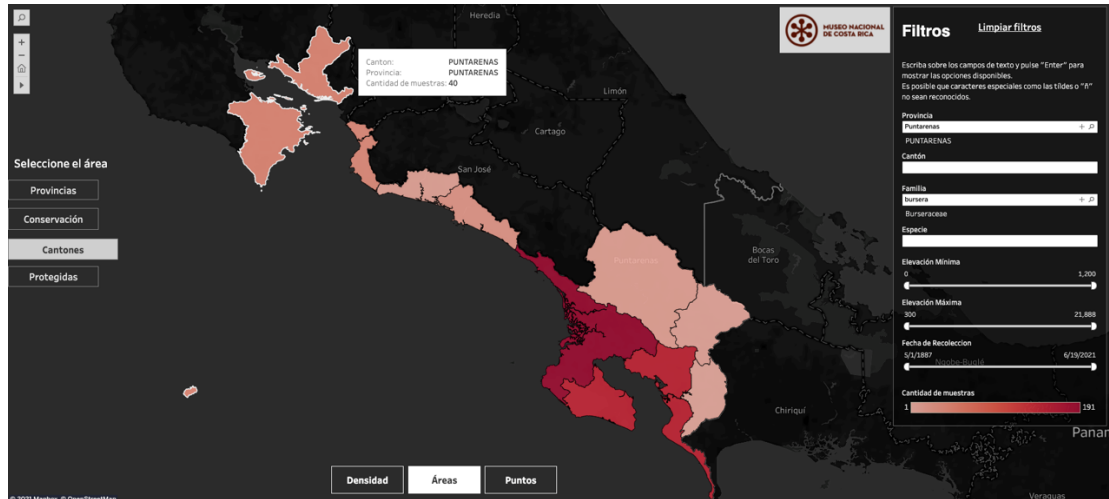 Heredia
MUSEO NACIONAL
DE COSTA RICA
Filtros
Limpiar filtros
Canton: PUNTARENAS
Provincia: PUNTARENAS
Cantidad de muestras: 40
Escriba sobre los campos de texto y pulse "Enter" para
mostrar las opciones disponibles.
Es posible que caracteres especiales como las tildes o "ñ"
no sean reconocidos.
Limón
Cartago
San José
Provincia
Puntarenas
PUNTARENAS
Cantón
Seleccione el área
Provincias
Conservación
Cantones
Protegidas
Familia
bursera
Burseraceae
Especie
Puntarenas
Bocas
del Toro
Elevación Mínima
0 1,200
Elevación Máxima
300 21,888
Fecha de Recoleccion
5/1/1887 6/19/2021
Ngobe-Buglé
Cantidad de muestras
1 191
Chiriquí
Panan
Densidad
Áreas
Puntos
© 2021 Mapbox © OpenStreetMap
Veraguas